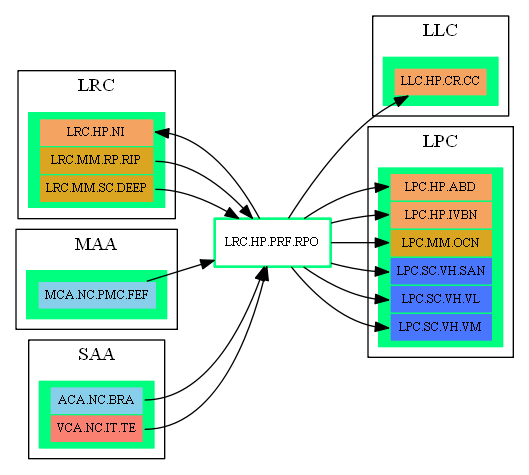 LLC
LLC.HP.CR.CC
LRC
LRC.HP.NI
LRC.MM.RP.RIP
LRC.MM.SC.DEEP
LPC
LPC.HP.ABD
LPC.HP.IVBN
LPC.MM.OCN
LPC.SC.VH.SAN
LPC.SC.VH.VL
LPC.SC.VH.VM
LRC.HP.PRF.RPO
MAA
MCA.NC.PMC.FEF
SAA
ACA.NC.BRA
VCA.NC.IT.TE